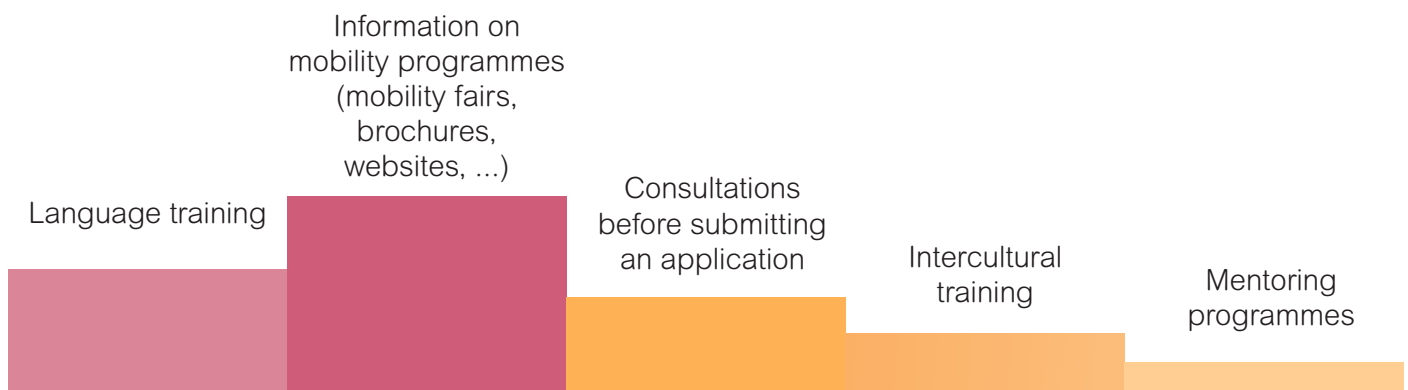 Language training
Information on
mobility programmes
(mobility fairs,
brochures,
websites, ...)
Consultations
before submitting
an application
Intercultural
training
Mentoring
programmes